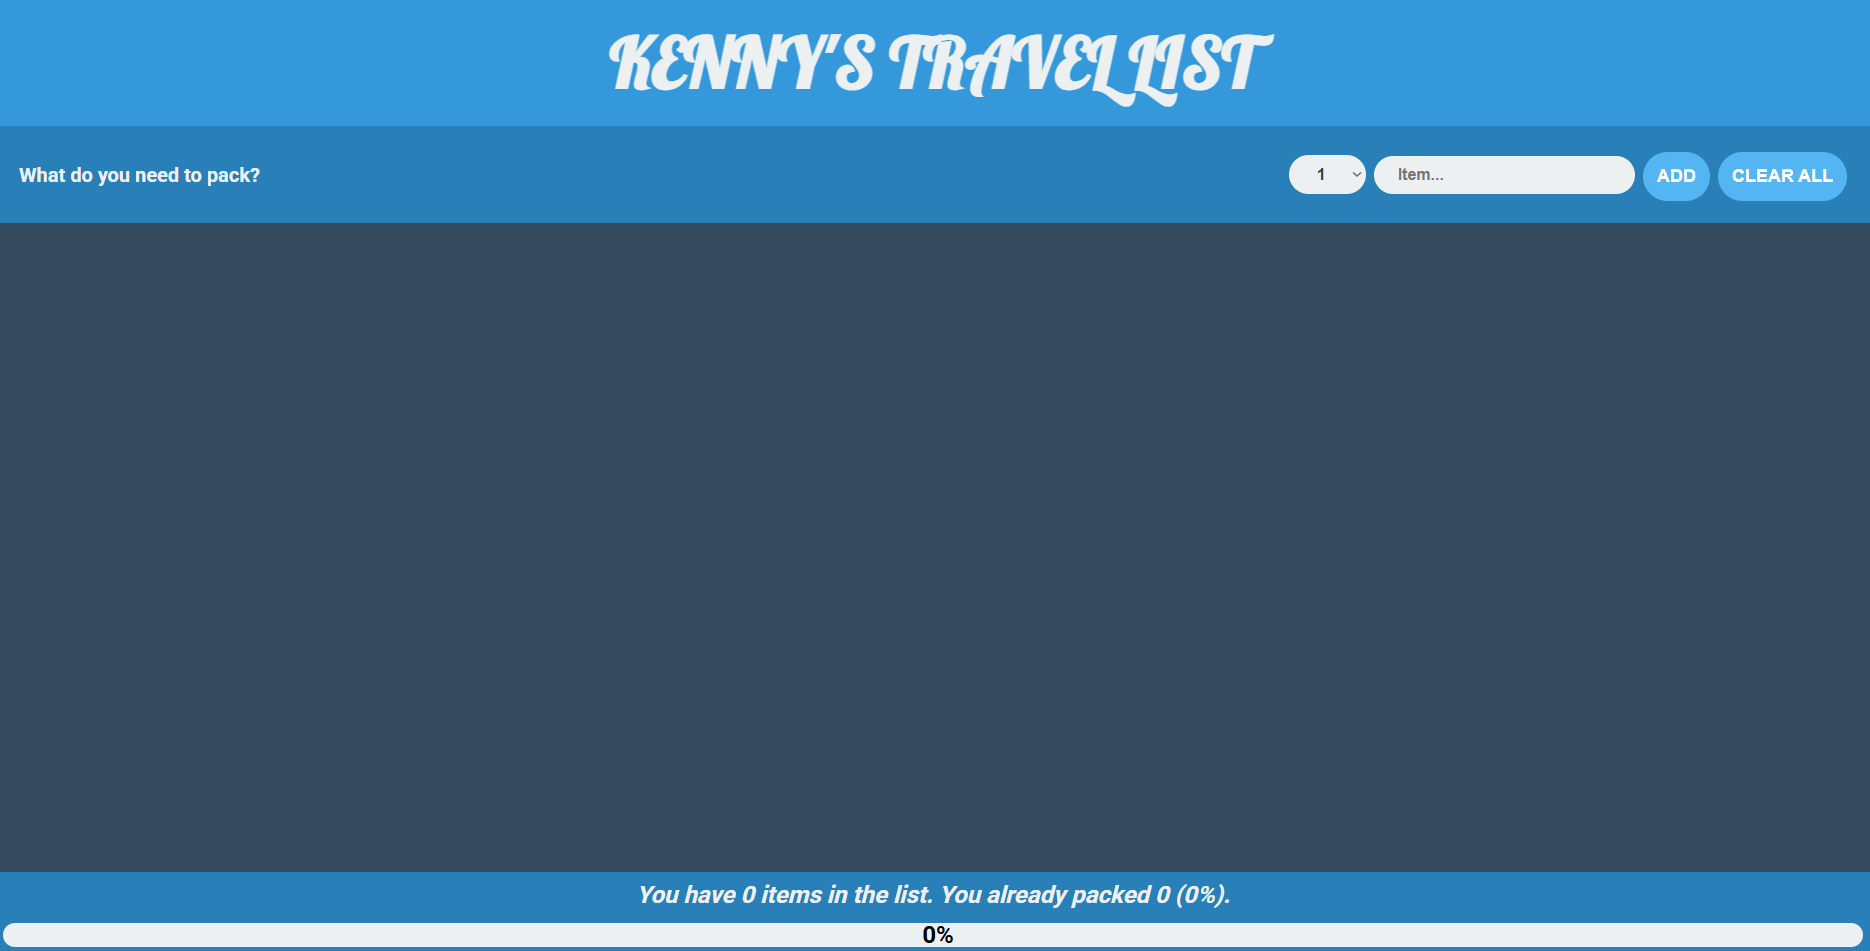 KENNY'S TRAVEL LIST
What do you need to pack? 1 Item... ADD CLEAR ALL
You have 0 items in the list. You already packed 0 (0%).
0%